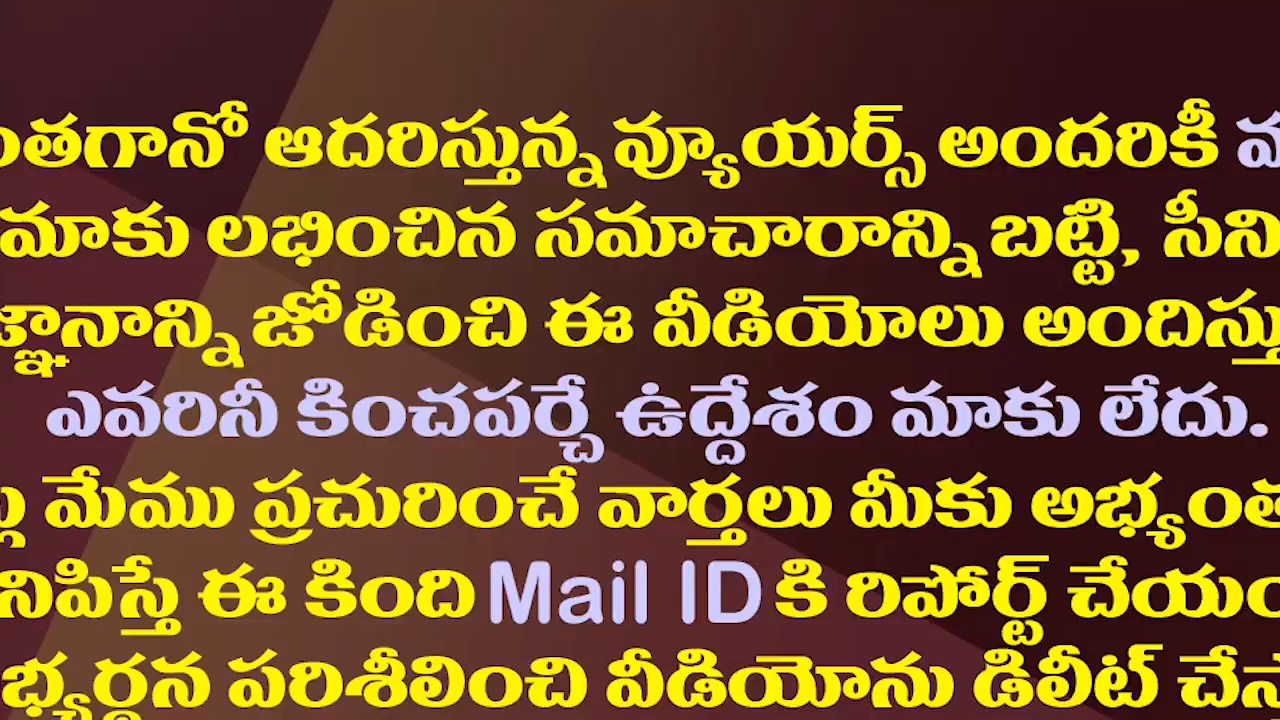 ఆదరిస్తున్న వ్యూయర్స్ అందరికీ
మాకు లభించిన సమాచారాన్ని బట్టి,
జోడించి ఈ వీడియోలు
ఎవరినీ కించపర్చే ఉద్దేశం మాకు లేదు.
మేము ప్రచురించే వార్తలు మీకు
ఈ కింది Mail ID కి రిపోర్ట్
పరిశీలించి వీడియోను డిలీట్